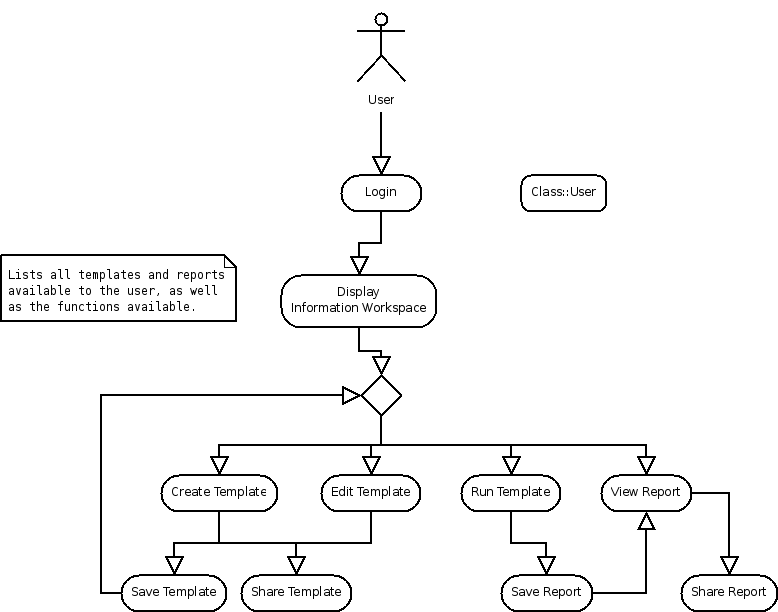 User
Login
Class::User
Lists all templates and reports
available to the user, as well
as the functions available.
Display
Information Workspace
Create Template
Edit Template
Run Template
View Report
Save Template
Share Template
Save Report
Share Report